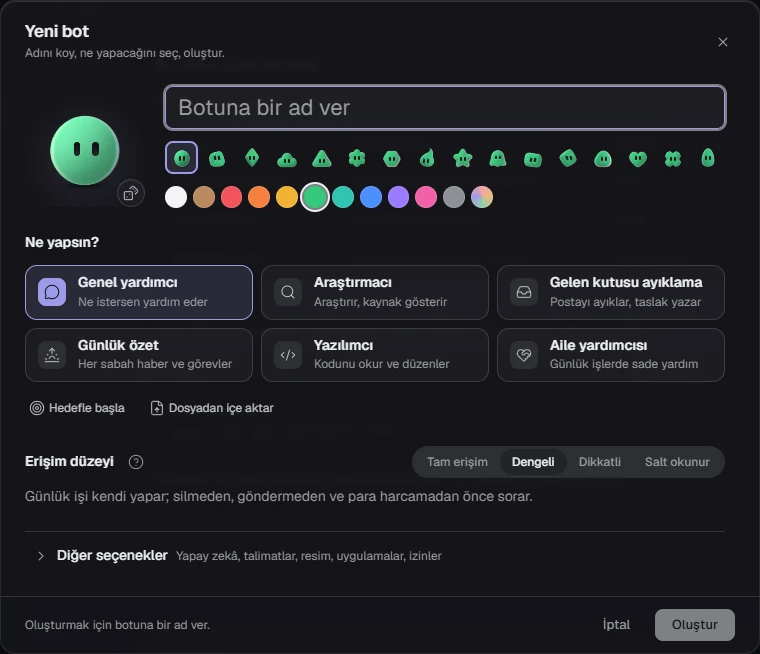 Yeni bot
Adını koy, ne yapacağını seç, oluştur.
Botuna bir ad ver
Ne yapsın?
Genel yardımcı
Ne istersen yardım eder
Araştırmacı
Araştırır, kaynak gösterir
Gelen kutusu ayıklama
Postayı ayıklar, taslak yazar
Günlük özet
Her sabah haber ve görevler
Yazılımcı
Kodunu okur ve düzenler
Aile yardımcısı
Günlük işlerde sade yardım
Hedefle başla
Dosyadan içe aktar
Erişim düzeyi
Tam erişim
Dengeli
Dikkatli
Salt okunur
Günlük işi kendi yapar; silmeden, göndermeden ve para harcamadan önce sorar.
Diğer seçenekler
Yapay zekâ, talimatlar, resim, uygulamalar, izinler
Oluşturmak için botuna bir ad ver.
İptal
Oluştur